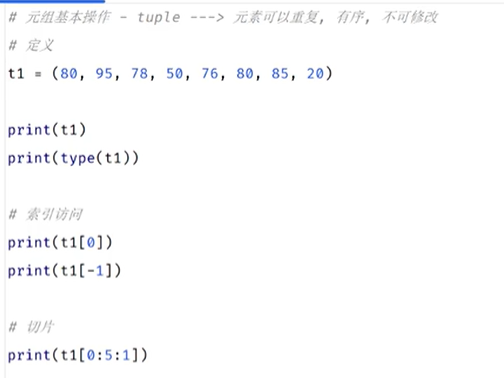 # 元组基本操作 - tuple ---> 元素可以重复, 有序, 不可修改
# 定义
t1 = (80, 95, 78, 50, 76, 80, 85, 20)
print(t1)
print(type(t1))
# 索引访问
print(t1[0])
print(t1[-1])
# 切片
print(t1[0:5:1])